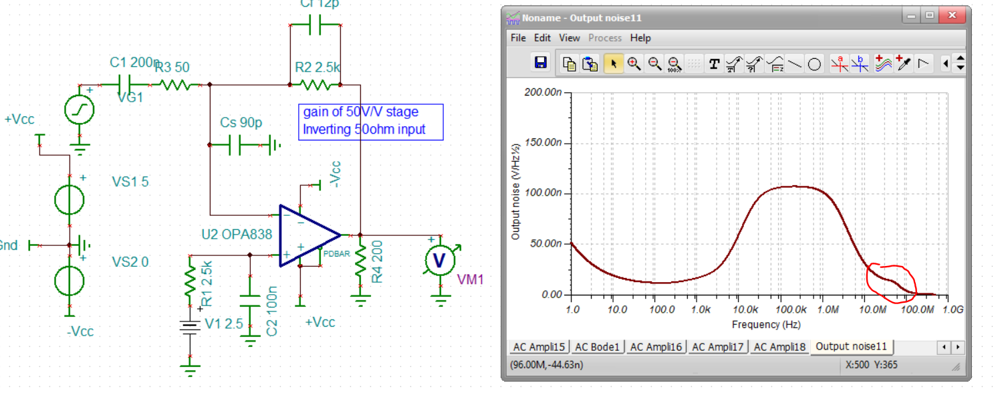 Cf 12p
C1 200n
R3 50
R2 2.5k
VG1
+
+Vcc
gain of 50V/V stage
Inverting 50ohm input
Cs 90p
-Vcc
VS1 5
+
U2 OPA838
PDBAR
Gnd
VS2 0
+
R1 2.5k
V1 2.5
+
C2 100n
+Vcc
R4 200
+
V
VM1
-Vcc
Noname - Output noise11
File Edit View Process Help
100%
T
a
b
200.00n
150.00n
100.00n
50.00n
0.00
Output noise (V/Hz½)
1.0 10.0 100.0 1.0k 10.0k 100.0k 1.0M 10.0M 100.0M 1.0G
Frequency (Hz)
AC Ampli15 AC Bode1 AC Ampli16 AC Ampli17 AC Ampli18 Output noise11
(96.00M,-44.63n) X:500 Y:365